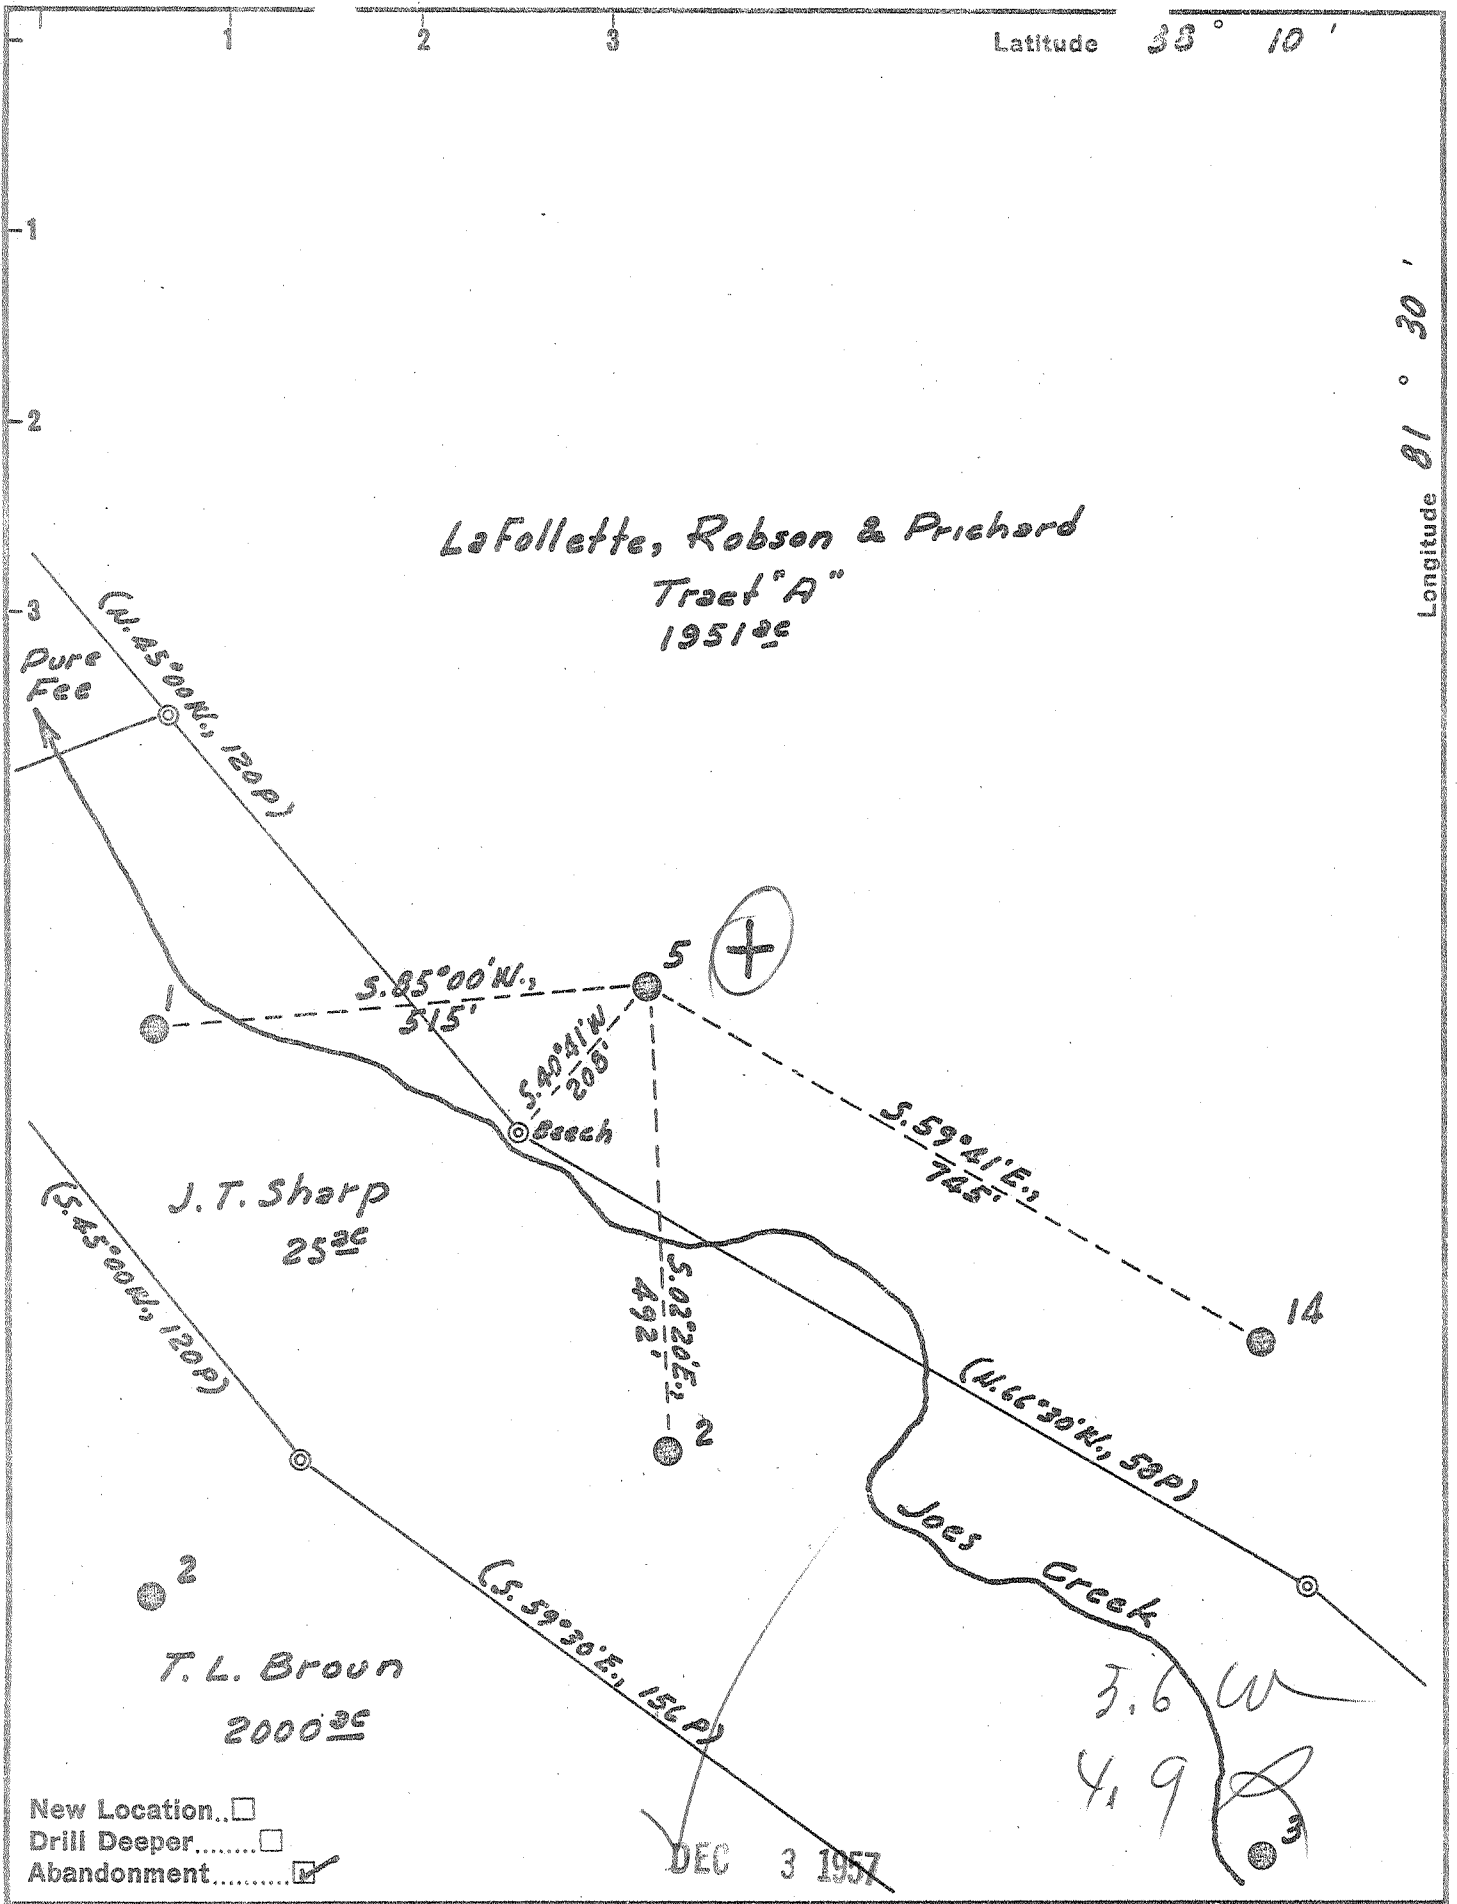 1 2 3 Latitude 38° 10'
1
2
3
Longitude 81° 30'
LaFollette, Robson & Prichard
Tract "A"
1951 ac
(N.45°00'W., 120P)
Pure
Fee
5
+
S.85°00'W.,
515'
1
S.40°41'W
205'
Beech
S.59°41'E.,
745'
14
J.T. Sharp
25 ac
(S.45°00'W., 120P)
S.02°20'E.,
492'
2
(N.66°30'W., 58P)
Joes Creek
2
(S.59°30'E., 156P)
T. L. Broun
2000 ac
3.6 W
4.9 S
3
New Location..
Drill Deeper........
Abandonment..........
DEC 3 1957